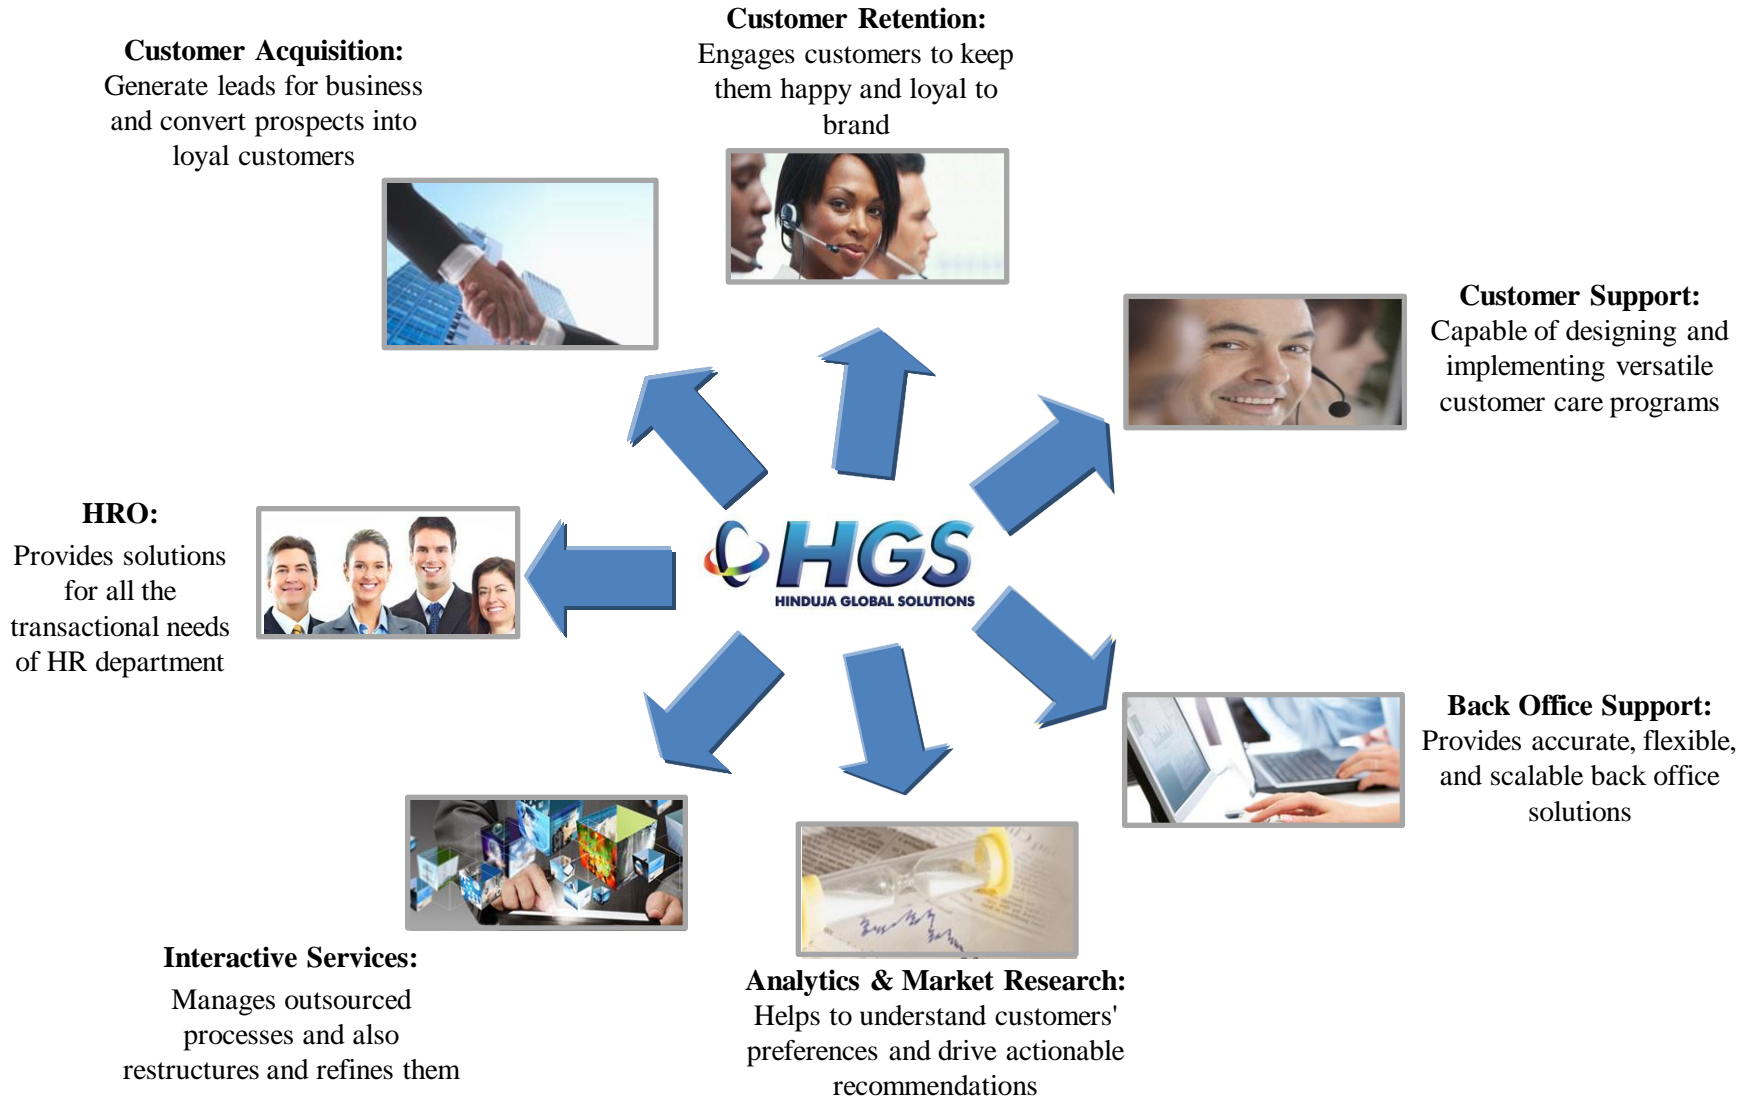 Customer Retention:
Engages customers to keep
them happy and loyal to
brand
Customer Acquisition:
Generate leads for business
and convert prospects into
loyal customers
Customer Support:
Capable of designing and
implementing versatile
customer care programs
HRO:
Provides solutions
for all the
transactional needs
of HR department
HGS
HINDUJA GLOBAL SOLUTIONS
Back Office Support:
Provides accurate, flexible,
and scalable back office
solutions
Interactive Services:
Manages outsourced
processes and also
restructures and refines them
Analytics & Market Research:
Helps to understand customers'
preferences and drive actionable
recommendations